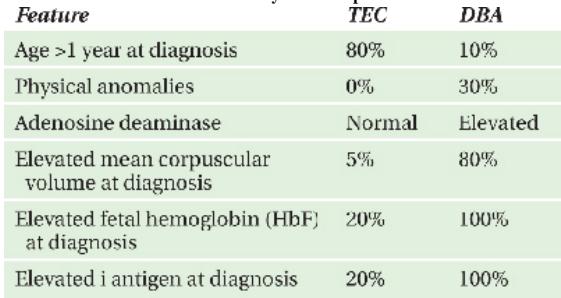 Feature TEC DBA
Age >1 year at diagnosis 80% 10%
Physical anomalies 0% 30%
Adenosine deaminase Normal Elevated
Elevated mean corpuscular 5% 80%
volume at diagnosis
Elevated fetal hemoglobin (HbF) 20% 100%
at diagnosis
Elevated i antigen at diagnosis 20% 100%